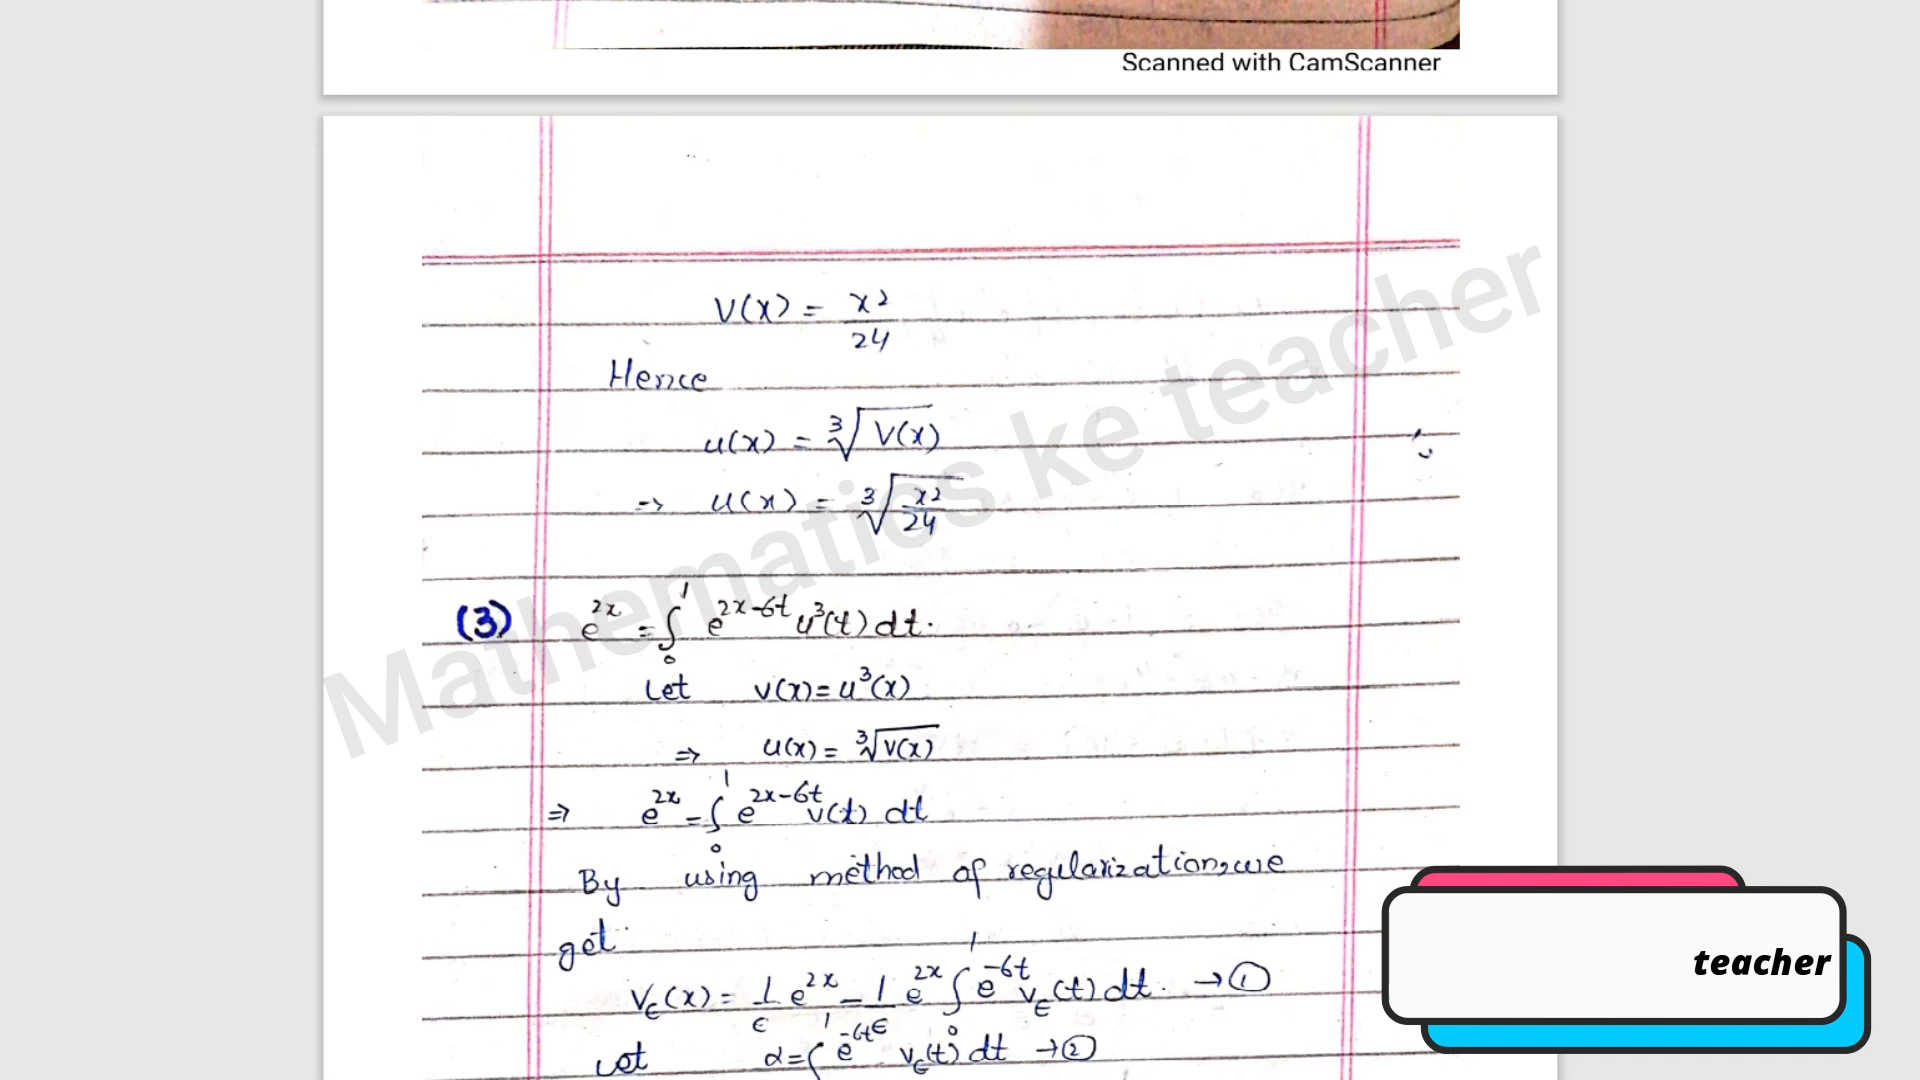 Scanned with CamScanner
V(x) = x²/24
Hence
u(x) = ∛V(x)
→ u(x) = ∛(x²/24)
(3) e^{2x} = ∫₀¹ e^{2x-6t} u³(t) dt.
Let v(x) = u³(x)
⇒ u(x) = ∛v(x)
⇒ e^{2x} = ∫₀¹ e^{2x-6t} v(t) dt
By using method of regularization, we
get
V_ϵ(x) = 1/ϵ e^{2x} - 1/ϵ e^{2x} ∫₀¹ e^{-6t} v_ϵ(t) dt. → ①
Let α = ∫¹ e^{-6t} v_ϵ(t) dt → ②
Mathematics ke teacher
teacher